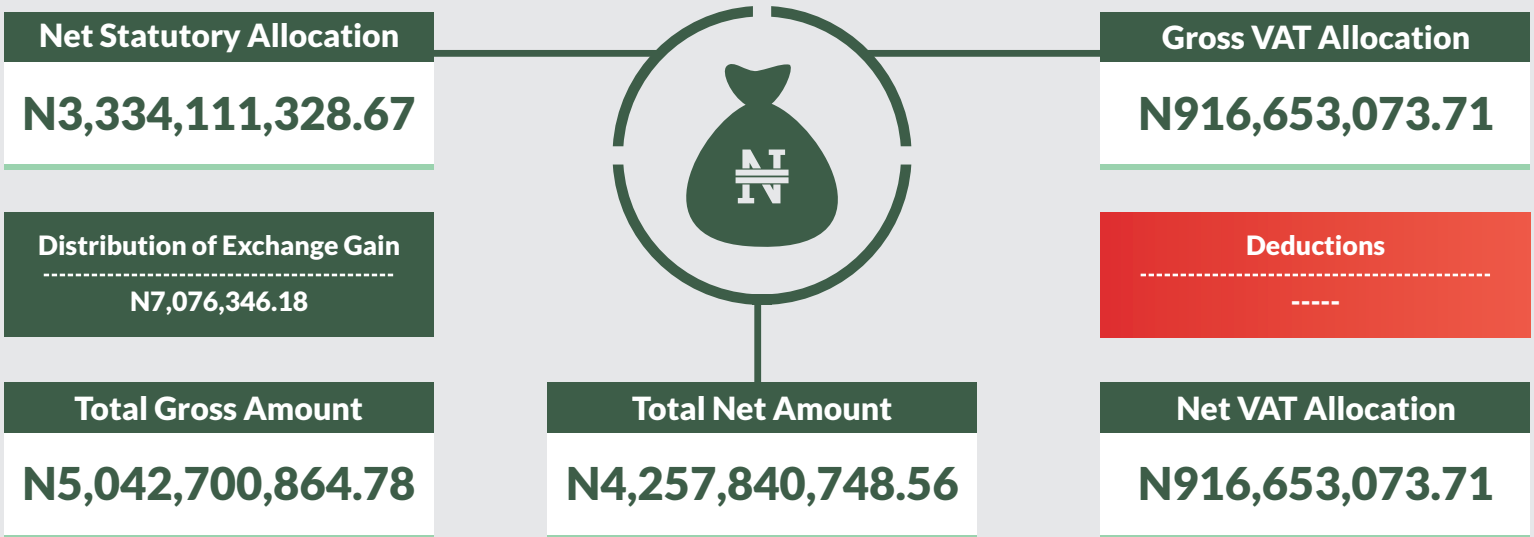 Net Statutory Allocation
N3,334,111,328.67
Gross VAT Allocation
N916,653,073.71
₦
Distribution of Exchange Gain
N7,076,346.18
Deductions
-----
Total Gross Amount
N5,042,700,864.78
Total Net Amount
N4,257,840,748.56
Net VAT Allocation
N916,653,073.71